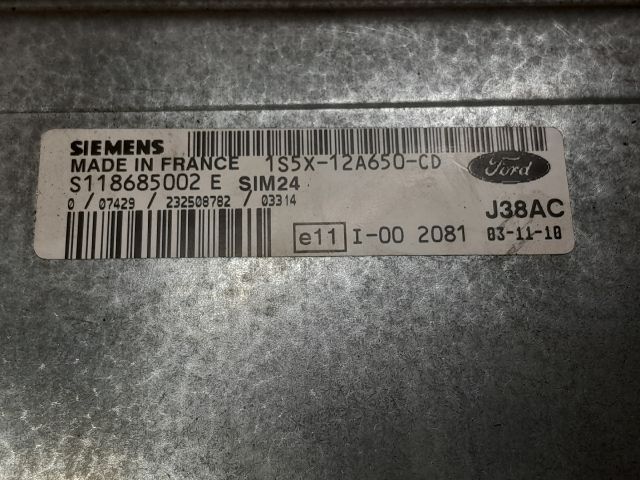 SIEMENS
MADE IN FRANCE 1S5X-12A650-CD Ford
S118685002 E SIM24
0 / 07429 / 232508782 / 03314 J38AC
e11 I-00 2081 03-11-10